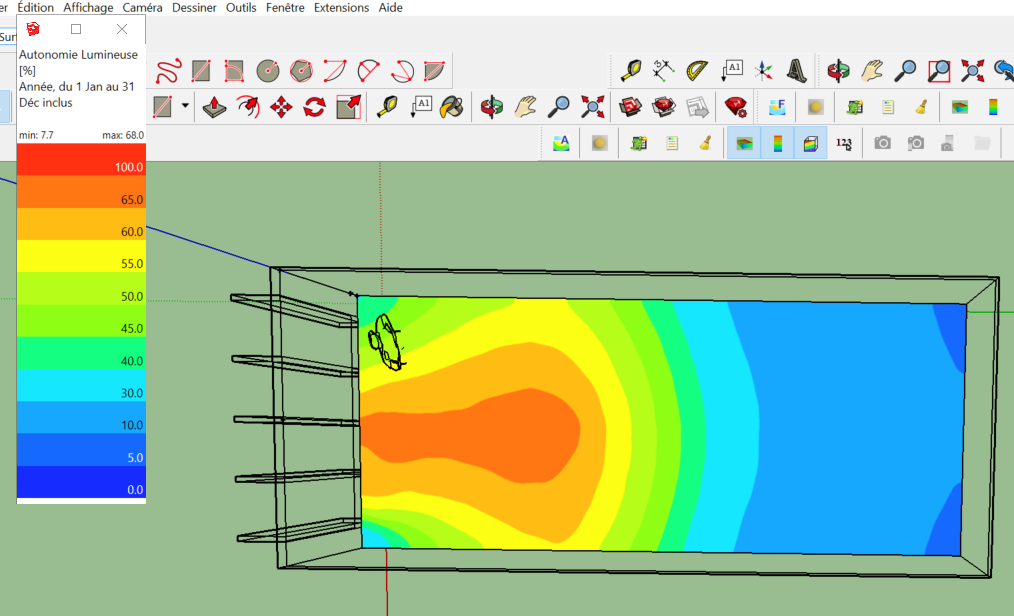 er Édition Affichage Caméra Dessiner Outils Fenêtre Extensions Aide
Sur
Autonomie Lumineuse
[%]
Année, du 1 Jan au 31
Déc inclus
min: 7.7 max: 68.0
100.0
65.0
60.0
55.0
50.0
45.0
40.0
30.0
10.0
5.0
0.0
A1
A1
F
A
123